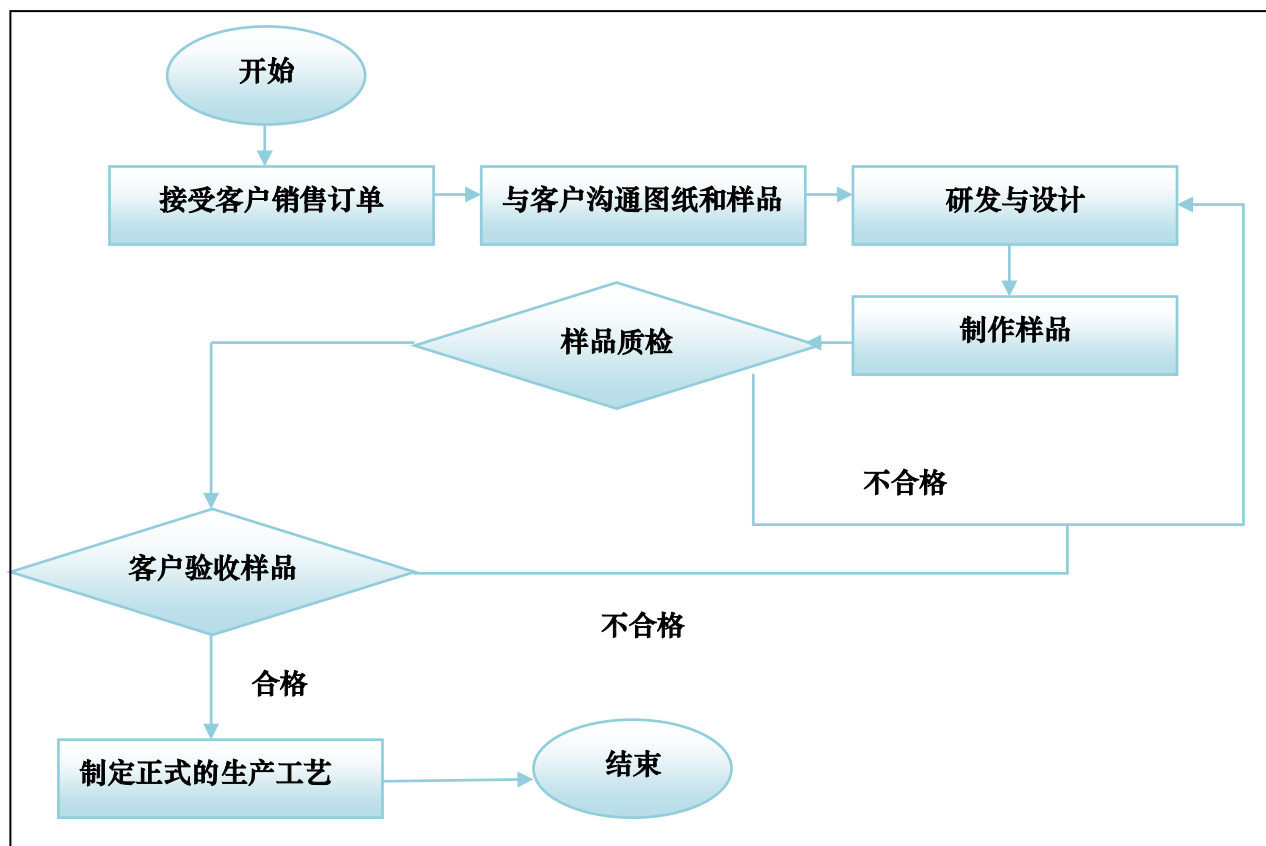 开始
接受客户销售订单
与客户沟通图纸和样品
研发与设计
制作样品
样品质检
不合格
客户验收样品
不合格
合格
制定正式的生产工艺
结束